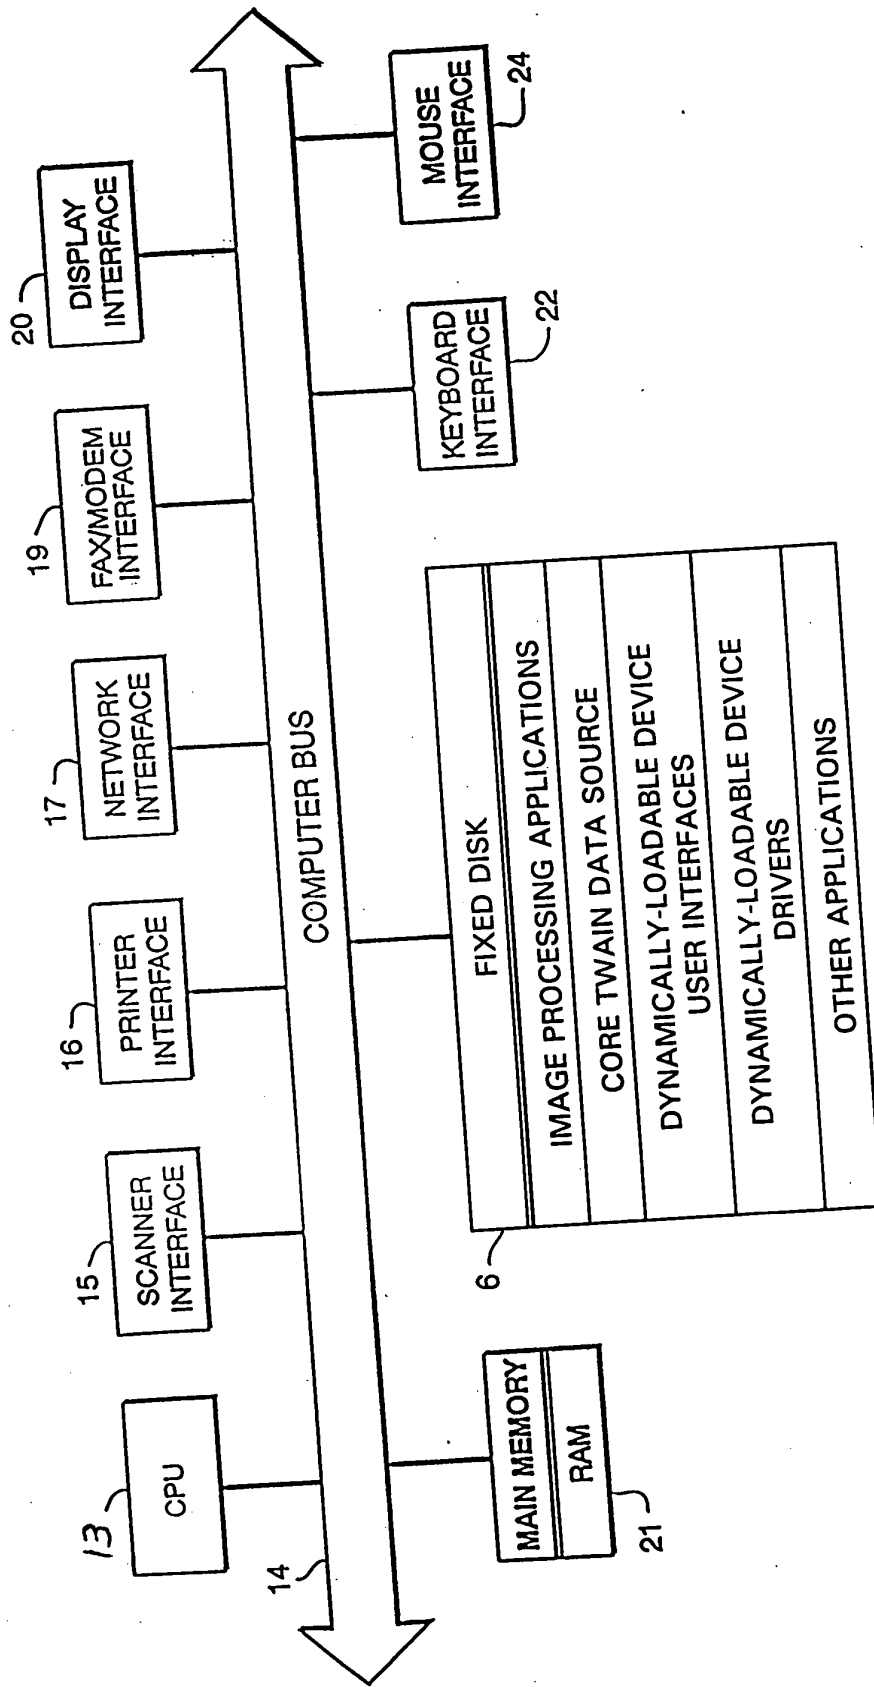 13
CPU
15
SCANNER
INTERFACE
16
PRINTER
INTERFACE
17
NETWORK
INTERFACE
19
FAX/MODEM
INTERFACE
20
DISPLAY
INTERFACE
14
COMPUTER BUS
MAIN MEMORY
RAM
21
6
FIXED DISK
IMAGE PROCESSING APPLICATIONS
CORE TWAIN DATA SOURCE
DYNAMICALLY-LOADABLE DEVICE
USER INTERFACES
DYNAMICALLY-LOADABLE DEVICE
DRIVERS
OTHER APPLICATIONS
KEYBOARD
INTERFACE
22
MOUSE
INTERFACE
24